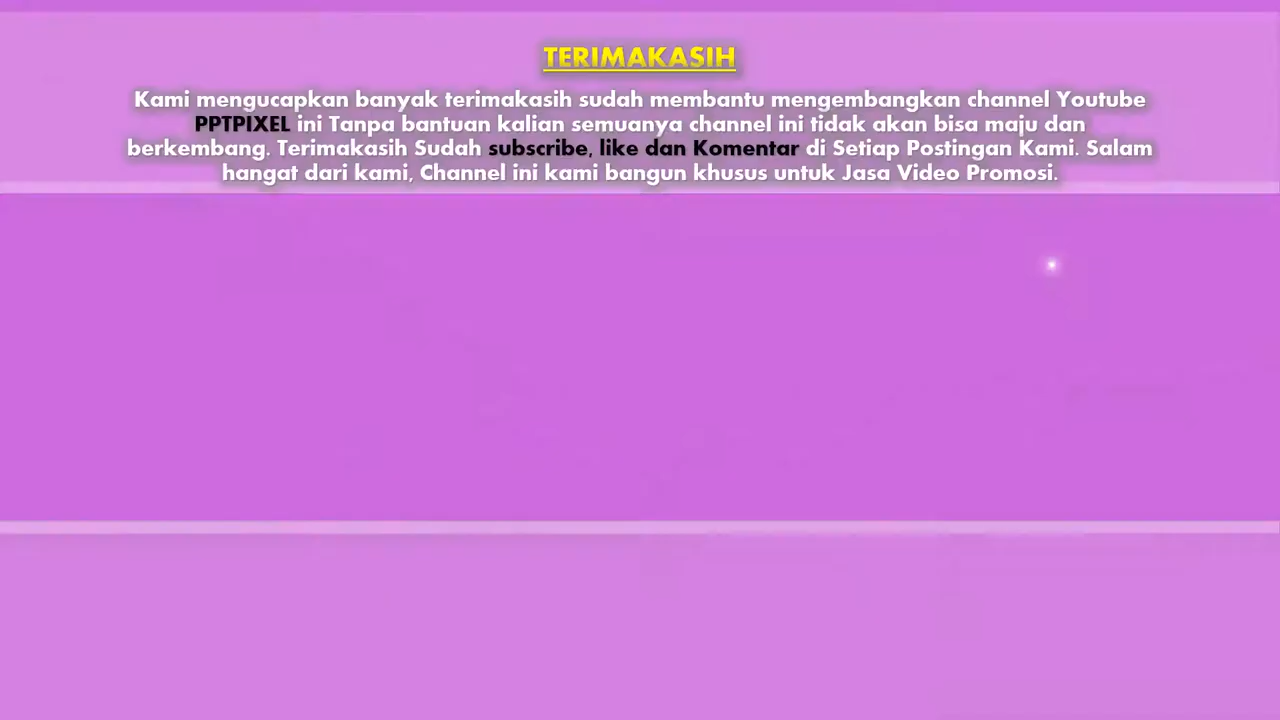 TERIMAKASIH
Kami mengucapkan banyak terimakasih sudah membantu mengembangkan channel Youtube
PPTPIXEL ini Tanpa bantuan kalian semuanya channel ini tidak akan bisa maju dan
berkembang. Terimakasih Sudah subscribe, like dan Komentar di Setiap Postingan Kami. Salam
hangat dari kami, Channel ini kami bangun khusus untuk Jasa Video Promosi.